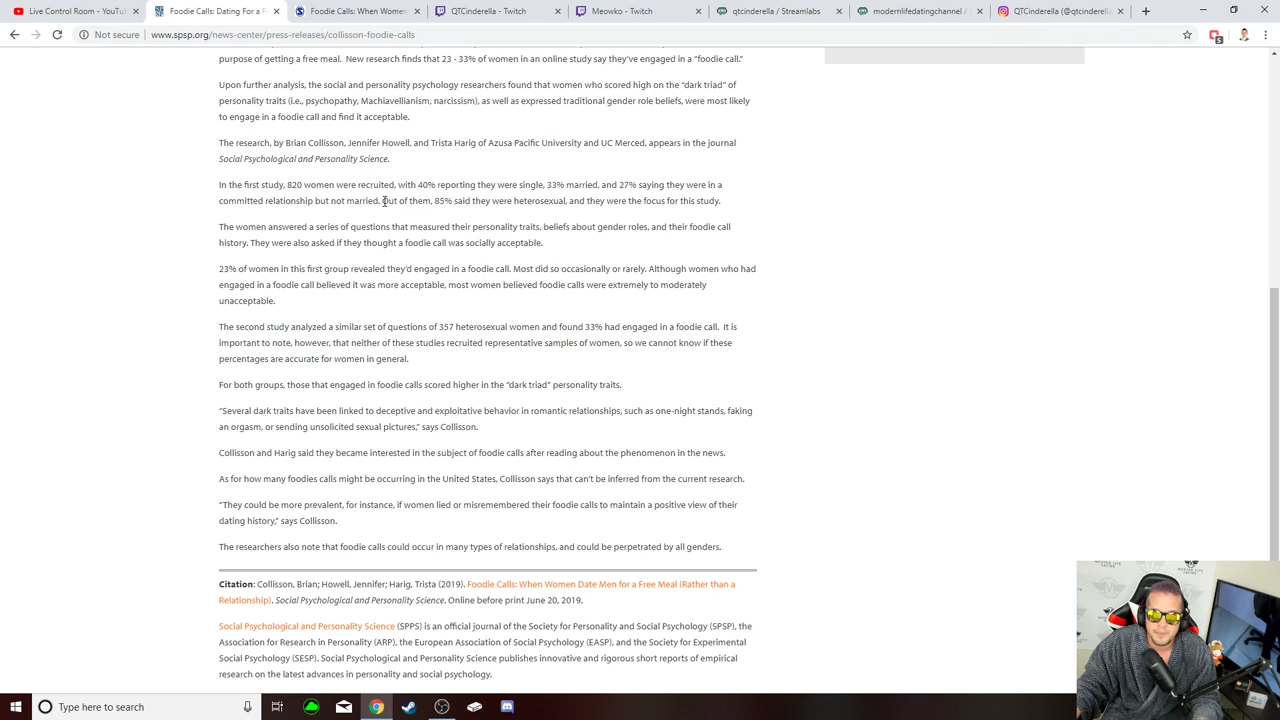 Live Control Room - YouTu
Foodie Calls: Dating For a F
Foodie Calls: When Women
QTCinderella - Twitch
Meowko - Twitch
qtcinderella / Streamlabs
modernlifedatingchannel /
QTCinderella (@qtcinderella
Not secure | www.spsp.org/news-center/press-releases/collisson-foodie-calls
5
purpose of getting a free meal. New research finds that 23 - 33% of women in an online study say they've engaged in a “foodie call.”
Upon further analysis, the social and personality psychology researchers found that women who scored high on the “dark triad” of
personality traits (i.e., psychopathy, Machiavellianism, narcissism), as well as expressed traditional gender role beliefs, were most likely
to engage in a foodie call and find it acceptable.
The research, by Brian Collisson, Jennifer Howell, and Trista Harig of Azusa Pacific University and UC Merced, appears in the journal
Social Psychological and Personality Science.
In the first study, 820 women were recruited, with 40% reporting they were single, 33% married, and 27% saying they were in a
committed relationship but not married. Out of them, 85% said they were heterosexual, and they were the focus for this study.
The women answered a series of questions that measured their personality traits, beliefs about gender roles, and their foodie call
history. They were also asked if they thought a foodie call was socially acceptable.
23% of women in this first group revealed they'd engaged in a foodie call. Most did so occasionally or rarely. Although women who had
engaged in a foodie call believed it was more acceptable, most women believed foodie calls were extremely to moderately
unacceptable.
The second study analyzed a similar set of questions of 357 heterosexual women and found 33% had engaged in a foodie call. It is
important to note, however, that neither of these studies recruited representative samples of women, so we cannot know if these
percentages are accurate for women in general.
For both groups, those that engaged in foodie calls scored higher in the “dark triad” personality traits.
“Several dark traits have been linked to deceptive and exploitative behavior in romantic relationships, such as one-night stands, faking
an orgasm, or sending unsolicited sexual pictures,” says Collisson.
Collisson and Harig said they became interested in the subject of foodie calls after reading about the phenomenon in the news.
As for how many foodies calls might be occurring in the United States, Collisson says that can't be inferred from the current research.
“They could be more prevalent, for instance, if women lied or misremembered their foodie calls to maintain a positive view of their
dating history,” says Collisson.
The researchers also note that foodie calls could occur in many types of relationships, and could be perpetrated by all genders.
Citation: Collisson, Brian; Howell, Jennifer; Harig, Trista (2019). Foodie Calls: When Women Date Men for a Free Meal (Rather than a
Relationship). Social Psychological and Personality Science. Online before print June 20, 2019.
Social Psychological and Personality Science (SPPS) is an official journal of the Society for Personality and Social Psychology (SPSP), the
Association for Research in Personality (ARP), the European Association of Social Psychology (EASP), and the Society for Experimental
Social Psychology (SESP). Social Psychological and Personality Science publishes innovative and rigorous short reports of empirical
research on the latest advances in personality and social psychology.
Type here to search